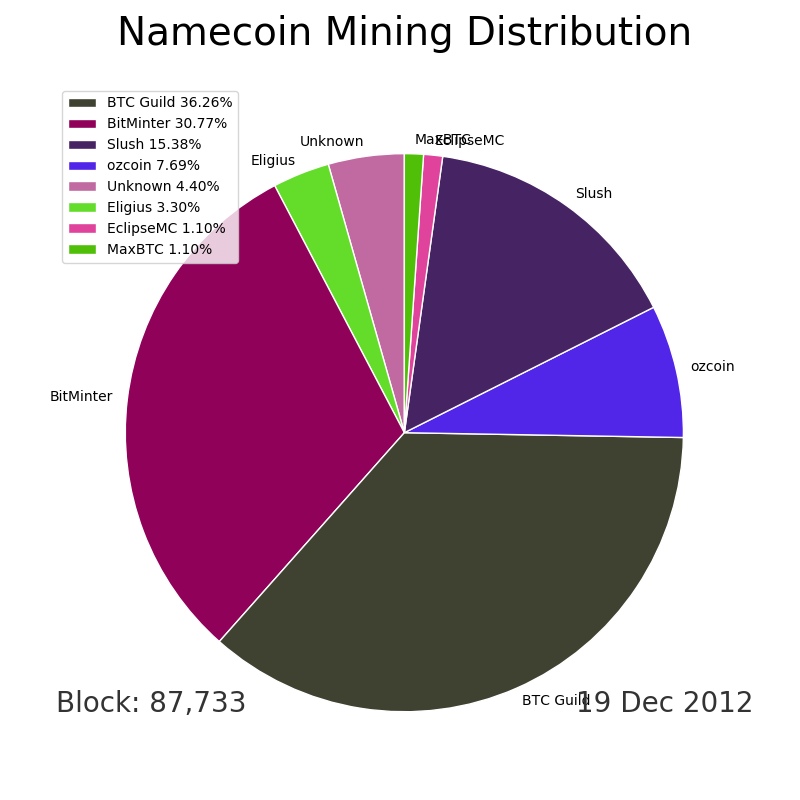 Namecoin Mining Distribution
BTC Guild 36.26%
BitMinter 30.77%
Slush 15.38%
ozcoin 7.69%
Unknown 4.40%
Eligius 3.30%
EclipseMC 1.10%
MaxBTC 1.10%
MaxBTC
EclipseMC
Unknown
Eligius
Slush
ozcoin
BitMinter
BTC Guild
Block: 87,733
19 Dec 2012